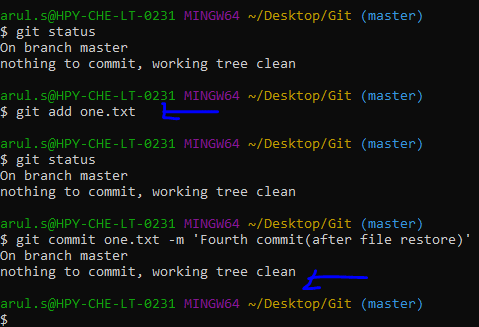 arul.s@HPY-CHE-LT-0231 MINGW64 ~/Desktop/Git (master)
$ git status
On branch master
nothing to commit, working tree clean
arul.s@HPY-CHE-LT-0231 MINGW64 ~/Desktop/Git (master)
$ git add one.txt
arul.s@HPY-CHE-LT-0231 MINGW64 ~/Desktop/Git (master)
$ git status
On branch master
nothing to commit, working tree clean
arul.s@HPY-CHE-LT-0231 MINGW64 ~/Desktop/Git (master)
$ git commit one.txt -m 'Fourth commit(after file restore)'
On branch master
nothing to commit, working tree clean
arul.s@HPY-CHE-LT-0231 MINGW64 ~/Desktop/Git (master)
$